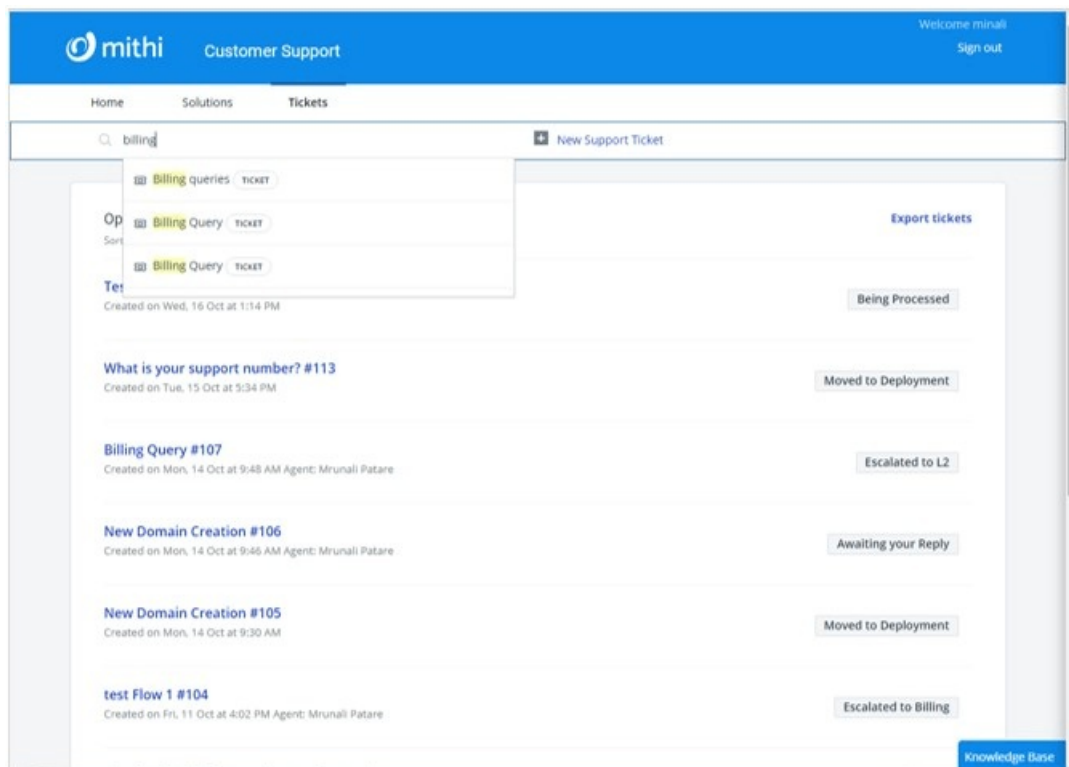 Welcome minali
mithi Customer Support
Sign out
Home Solutions Tickets
billing
New Support Ticket
Billing queries TICKET
Billing Query TICKET
Billing Query TICKET
Op
Export tickets
Sort
Tes
Created on Wed, 16 Oct at 1:14 PM
Being Processed
What is your support number? #113
Created on Tue, 15 Oct at 5:34 PM
Moved to Deployment
Billing Query #107
Created on Mon, 14 Oct at 9:48 AM Agent: Mrunali Patare
Escalated to L2
New Domain Creation #106
Created on Mon, 14 Oct at 9:46 AM Agent: Mrunali Patare
Awaiting your Reply
New Domain Creation #105
Created on Mon, 14 Oct at 9:30 AM
Moved to Deployment
test Flow 1 #104
Created on Fri, 11 Oct at 4:02 PM Agent: Mrunali Patare
Escalated to Billing
Knowledge Base